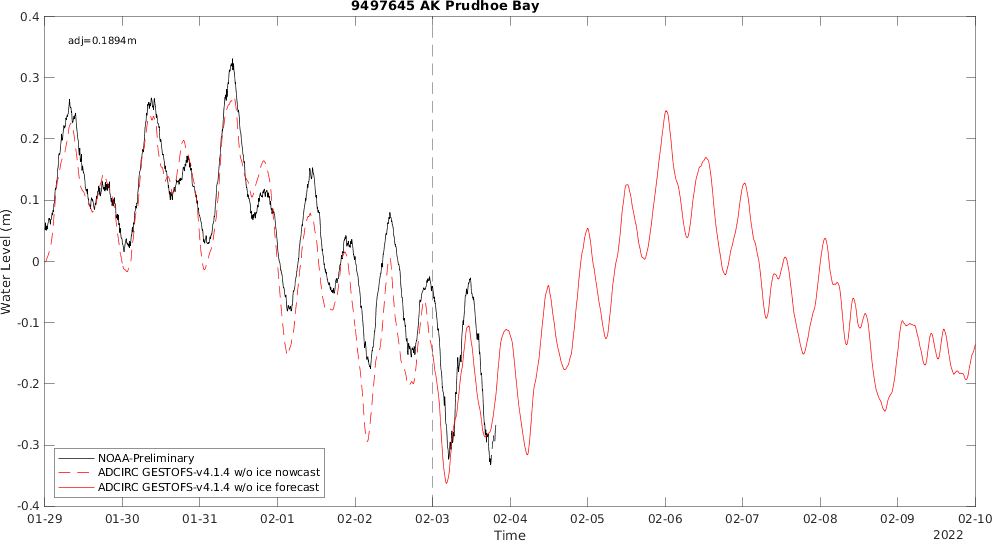 9497645 AK Prudhoe Bay
adj=0.1894m
0.4
0.3
0.2
0.1
0
-0.1
-0.2
-0.3
-0.4
Water Level (m)
NOAA-Preliminary
ADCIRC GESTOFS-v4.1.4 w/o ice nowcast
ADCIRC GESTOFS-v4.1.4 w/o ice forecast
01-29 01-30 01-31 02-01 02-02 02-03 02-04 02-05 02-06 02-07 02-08 02-09 02-10
Time
2022